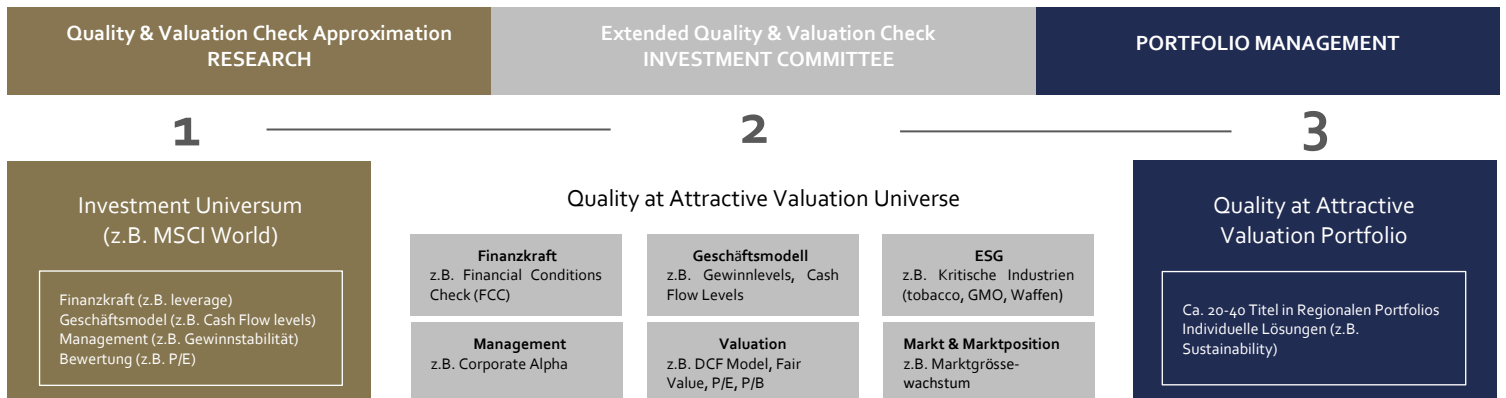 Quality & Valuation Check Approximation
RESEARCH
Extended Quality & Valuation Check
INVESTMENT COMMITTEE
PORTFOLIO MANAGEMENT
1
2
3
Investment Universum
(z.B. MSCI World)
Finanzkraft (z.B. leverage)
Geschäftsmodel (z.B. Cash Flow levels)
Management (z.B. Gewinnstabilität)
Bewertung (z.B. P/E)
Quality at Attractive Valuation Universe
Finanzkraft
z.B. Financial Conditions
Check (FCC)
Geschäftsmodell
z.B. Gewinnlevels, Cash
Flow Levels
ESG
z.B. Kritische Industrien
(tobacco, GMO, Waffen)
Management
z.B. Corporate Alpha
Valuation
z.B. DCF Model, Fair
Value, P/E, P/B
Markt & Marktposition
z.B. Marktgrösse-
wachstum
Quality at Attractive
Valuation Portfolio
Ca. 20-40 Titel in Regionalen Portfolios
Individuelle Lösungen (z.B.
Sustainability)